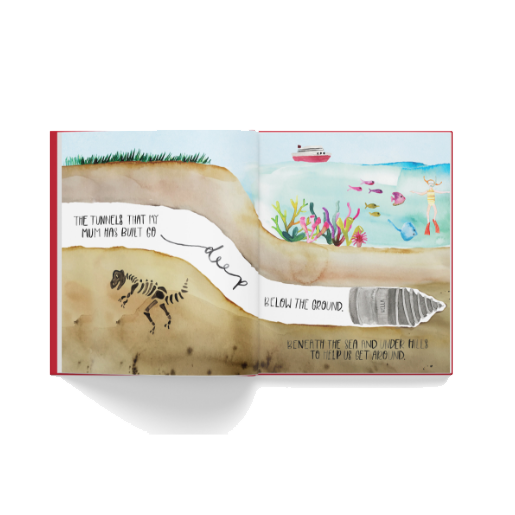 THE TUNNELS THAT MY
MUM HAS BUILT GO
deep
BELOW THE GROUND.
BENEATH THE SEA AND UNDER HILLS
TO HELP US GET AROUND.